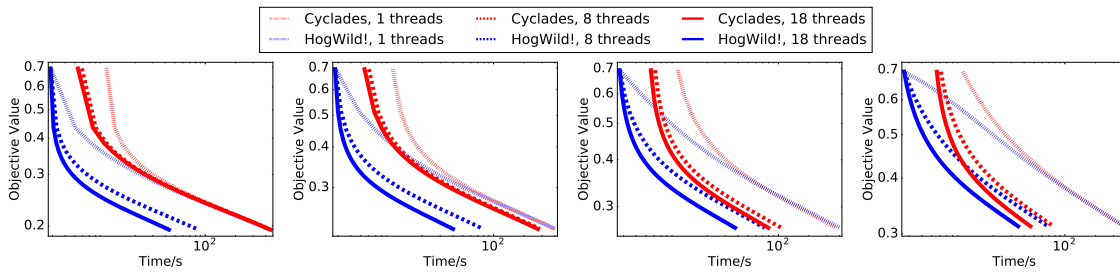 Cyclades, 1 threads Cyclades, 8 threads Cyclades, 18 threads
HogWild!, 1 threads HogWild!, 8 threads HogWild!, 18 threads
Objective Value
0.7
0.6
0.5
0.4
0.3
0.2
10²
Time/s
Objective Value
0.7
0.6
0.5
0.4
0.3
10²
Time/s
Objective Value
0.7
0.6
0.5
0.4
0.3
10²
Time/s
Objective Value
0.7
0.6
0.5
0.4
0.3
10²
Time/s